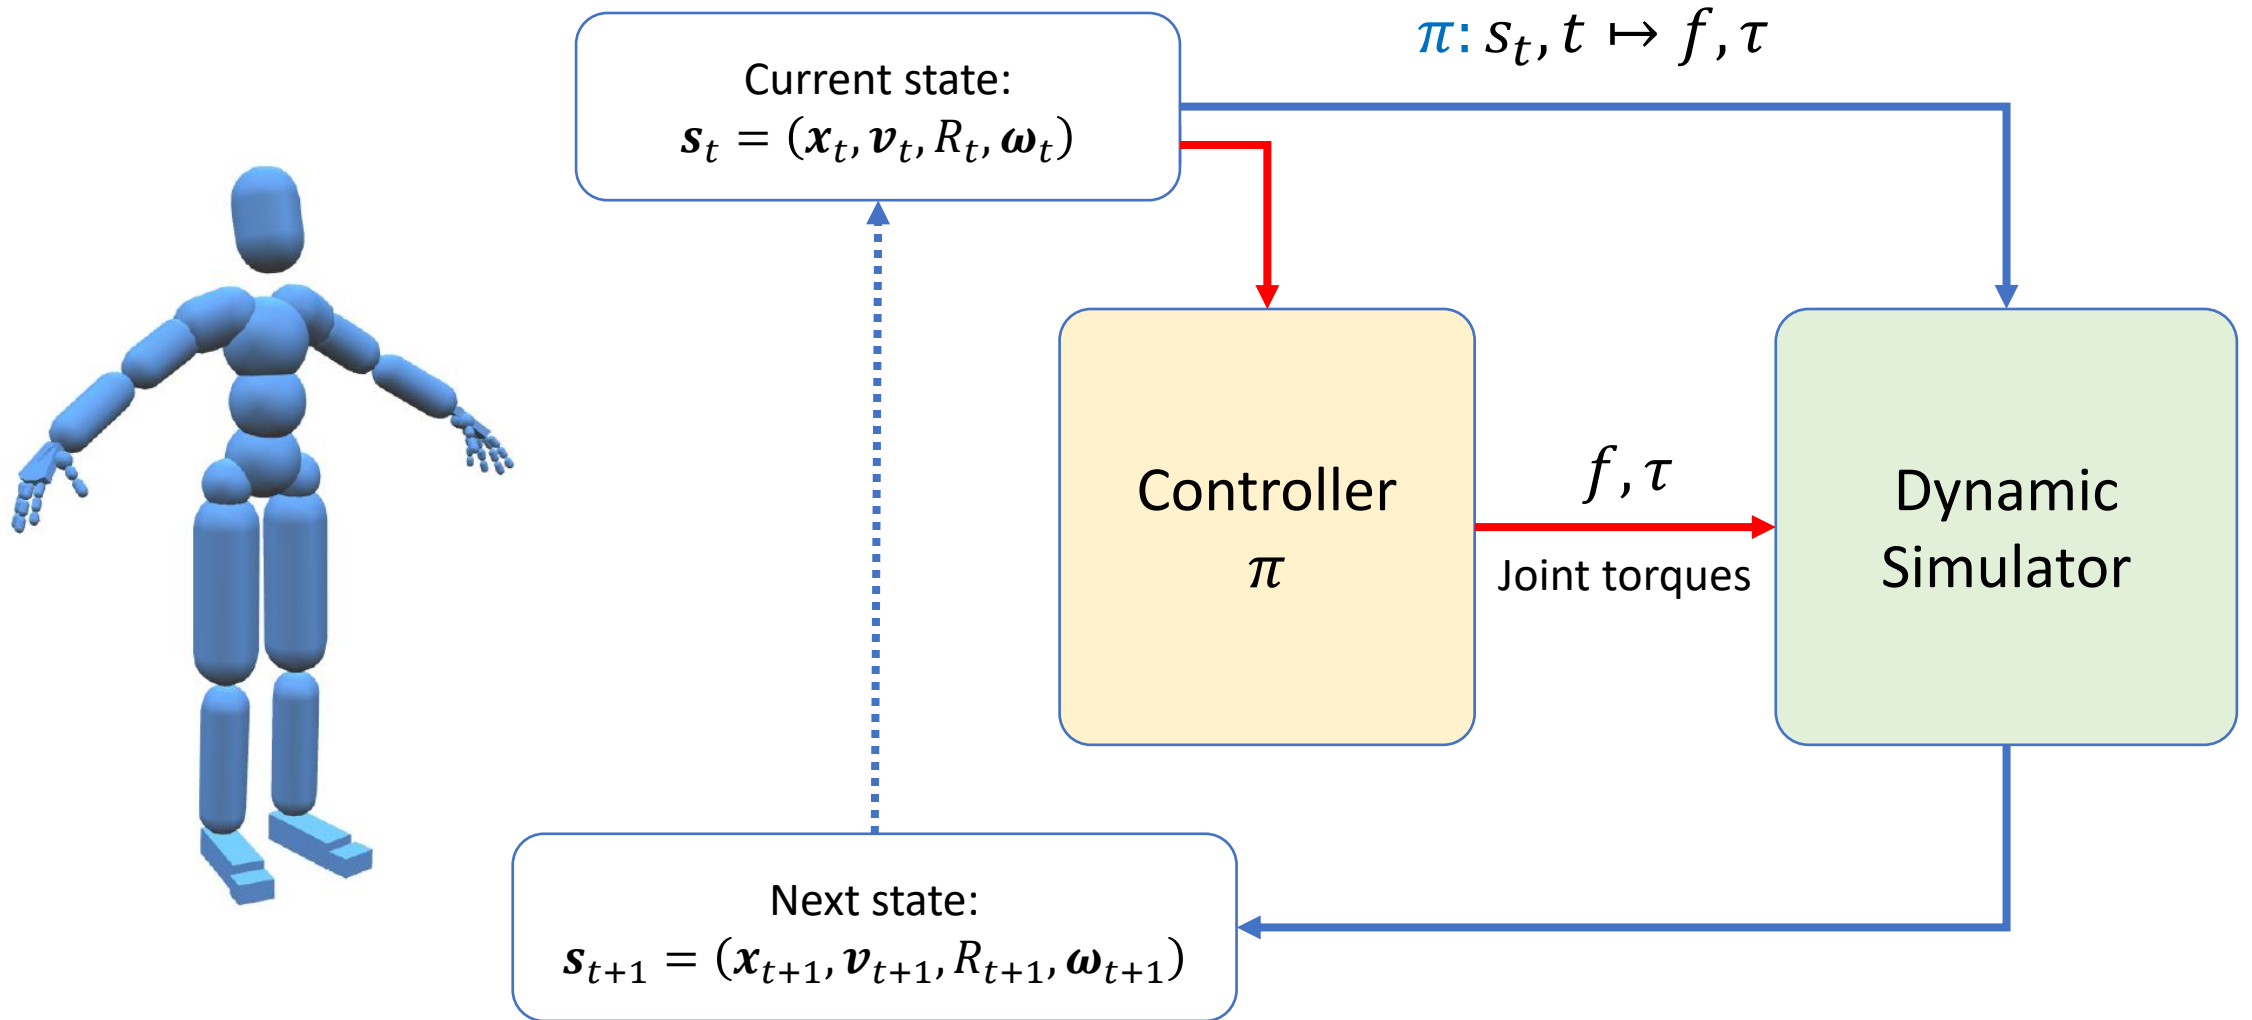 π: s_t, t ↦ f, τ
Current state:
s_t = (x_t, v_t, R_t, ω_t)
Controller
π
f, τ
Joint torques
Dynamic
Simulator
Next state:
s_{t+1} = (x_{t+1}, v_{t+1}, R_{t+1}, ω_{t+1})